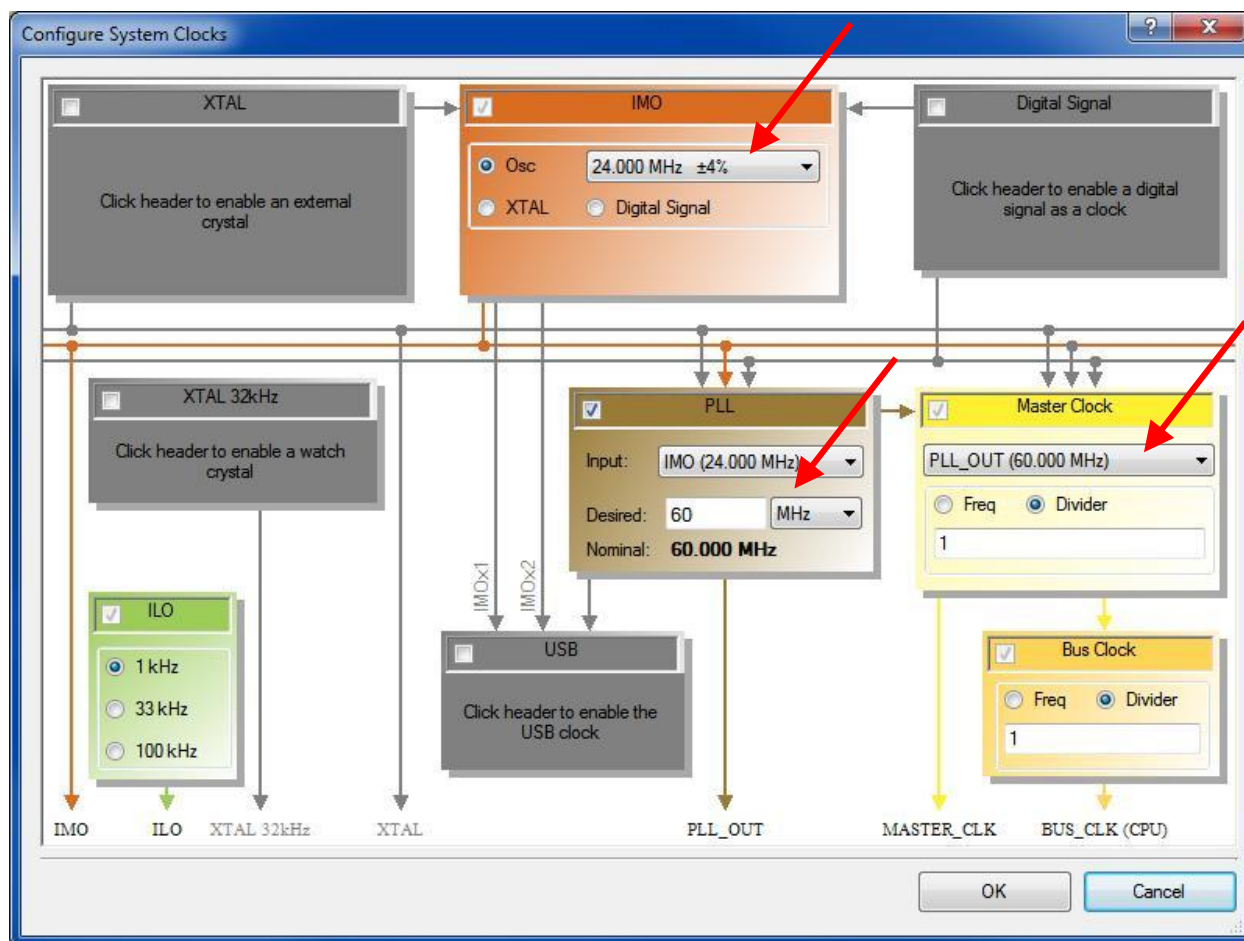 Configure System Clocks
XTAL
Click header to enable an external
crystal
IMO
Osc
24.000 MHz ±4%
XTAL
Digital Signal
Digital Signal
Click header to enable a digital
signal as a clock
XTAL 32kHz
Click header to enable a watch
crystal
PLL
Input:
IMO (24.000 MHz)
Desired:
60
MHz
Nominal:
60.000 MHz
Master Clock
PLL_OUT (60.000 MHz)
Freq
Divider
1
IMOx1
IMOx2
ILO
1 kHz
33 kHz
100 kHz
USB
Click header to enable the
USB clock
Bus Clock
Freq
Divider
1
IMO
ILO
XTAL 32kHz
XTAL
PLL_OUT
MASTER_CLK
BUS_CLK (CPU)
OK
Cancel